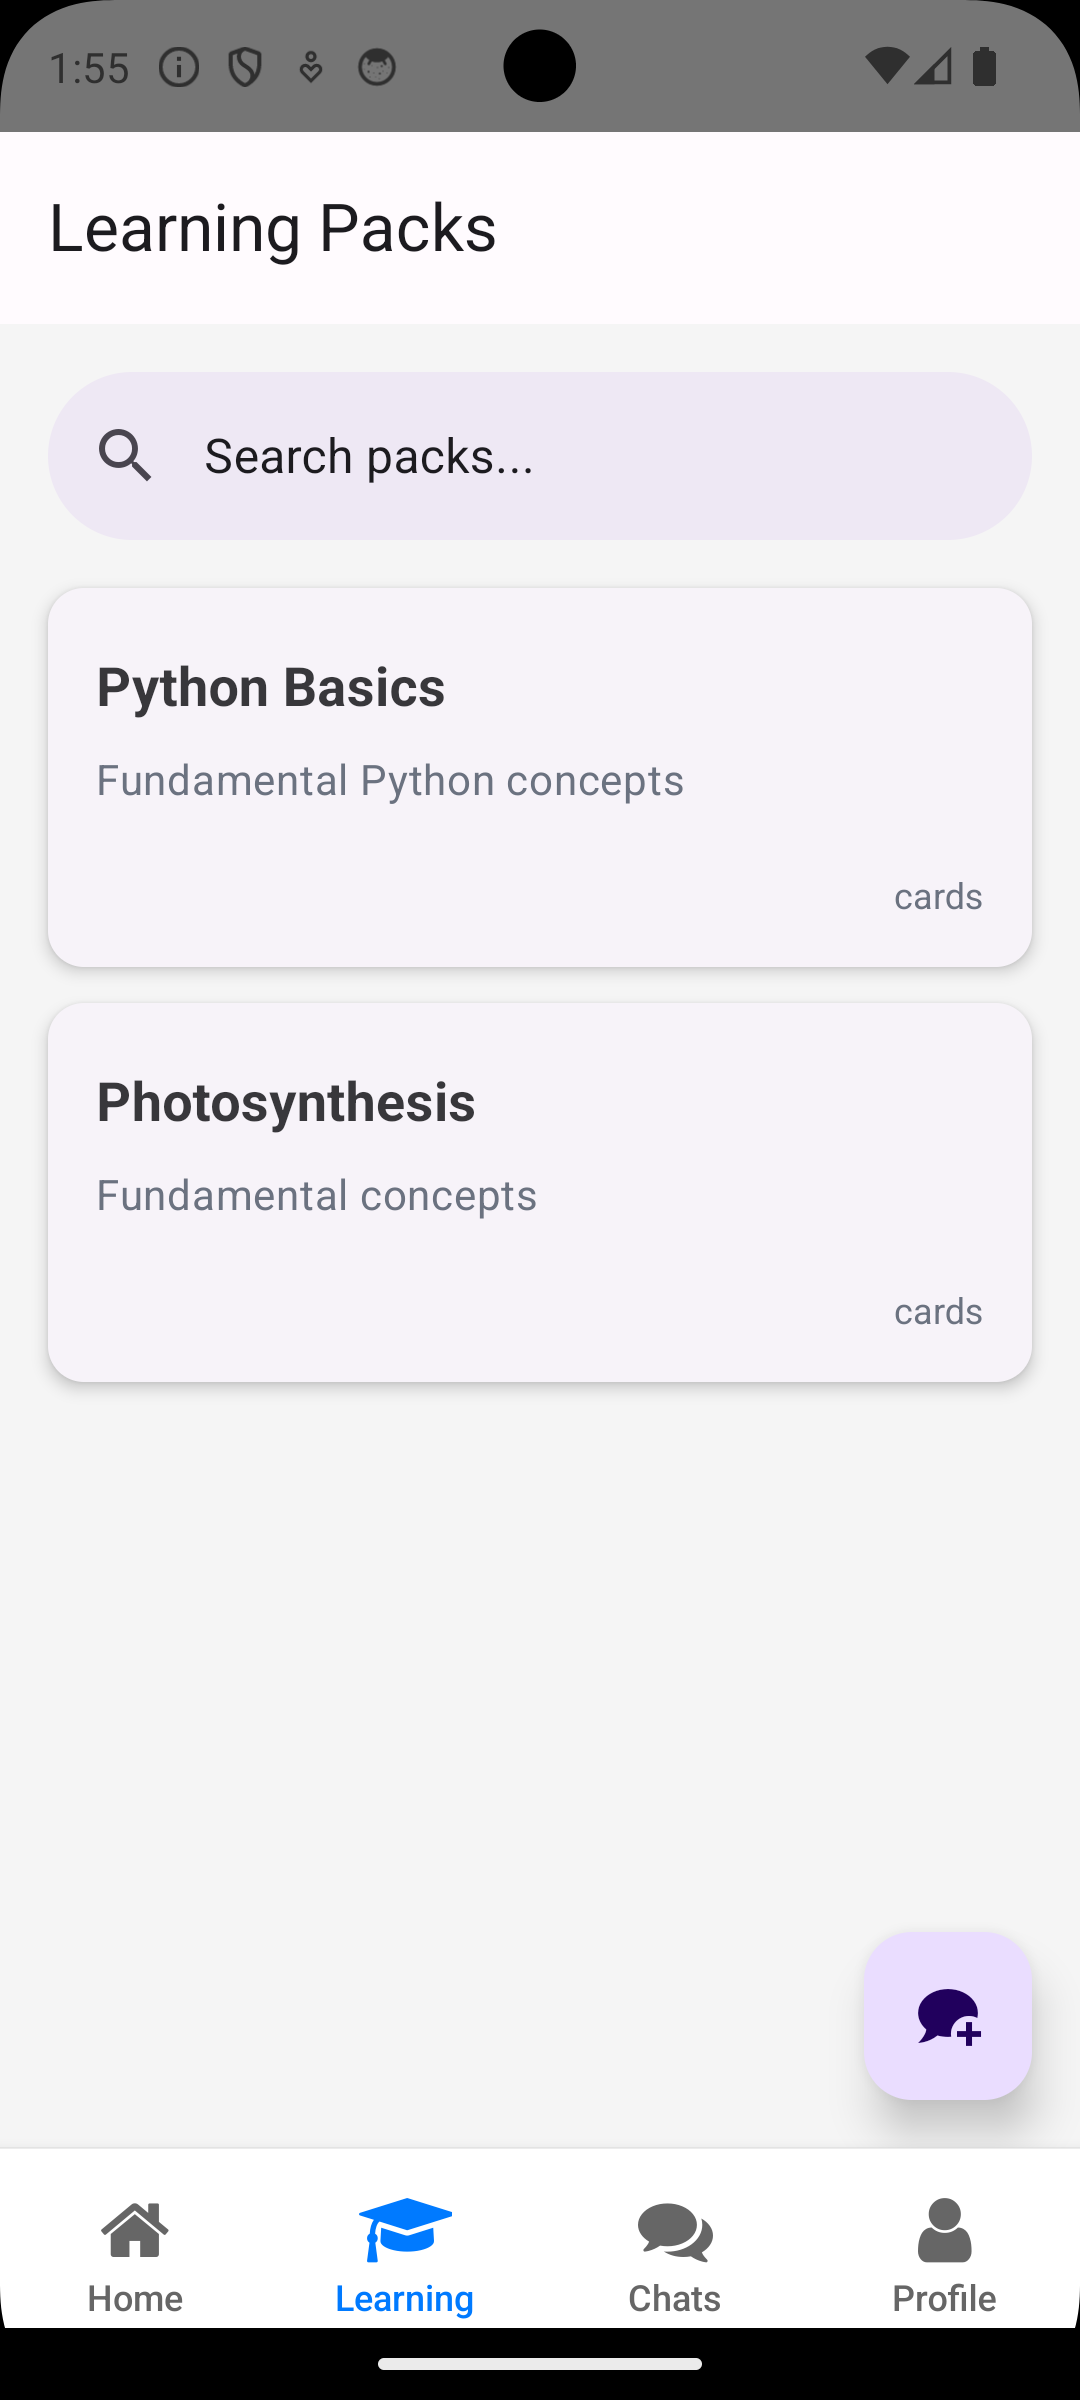 1:55
Learning Packs
Search packs...
Python Basics
Fundamental Python concepts
cards
Photosynthesis
Fundamental concepts
cards
Home
Learning
Chats
Profile